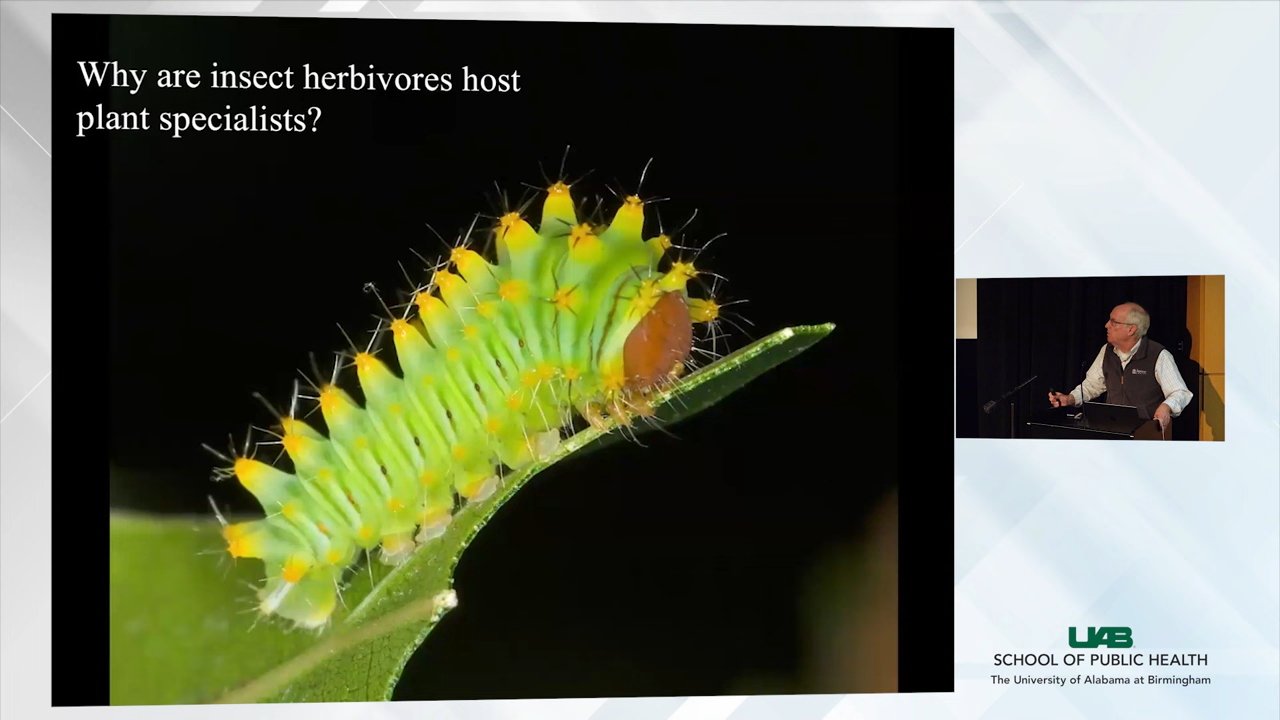 Why are insect herbivores host
plant specialists?
UAB
SCHOOL OF PUBLIC HEALTH
The University of Alabama at Birmingham